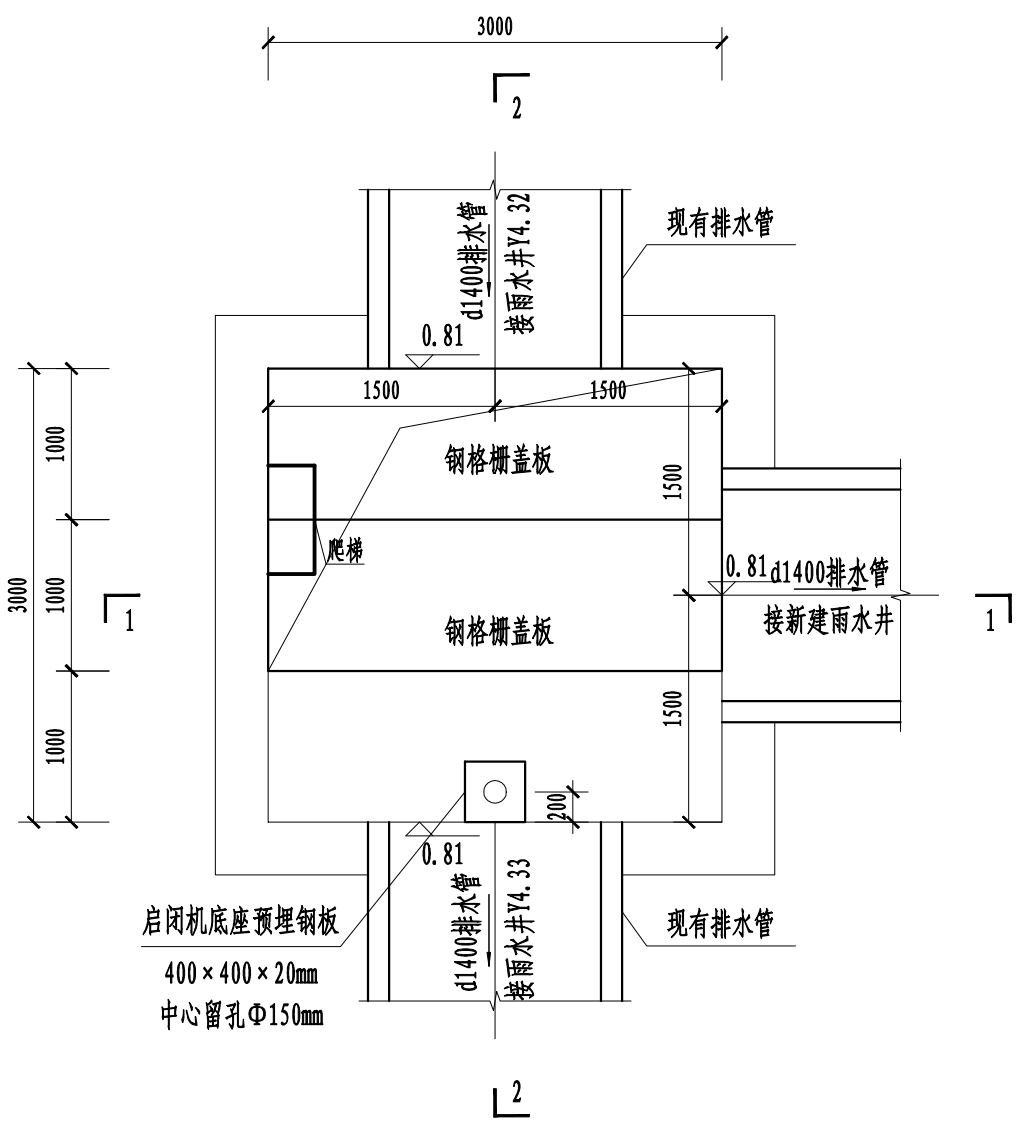 3000
2
d1400排水管
接雨水井Y4.32
现有排水管
0.81
1500
1500
1000
钢格栅盖板
1500
爬梯
3000
1000
0.81
d1400排水管
1
1
钢格栅盖板
接新建雨水井
1500
1000
200
0.81
d1400排水管
接雨水井Y4.33
启闭机底座预埋钢板
现有排水管
400×400×20mm
中心留孔Φ150mm
2